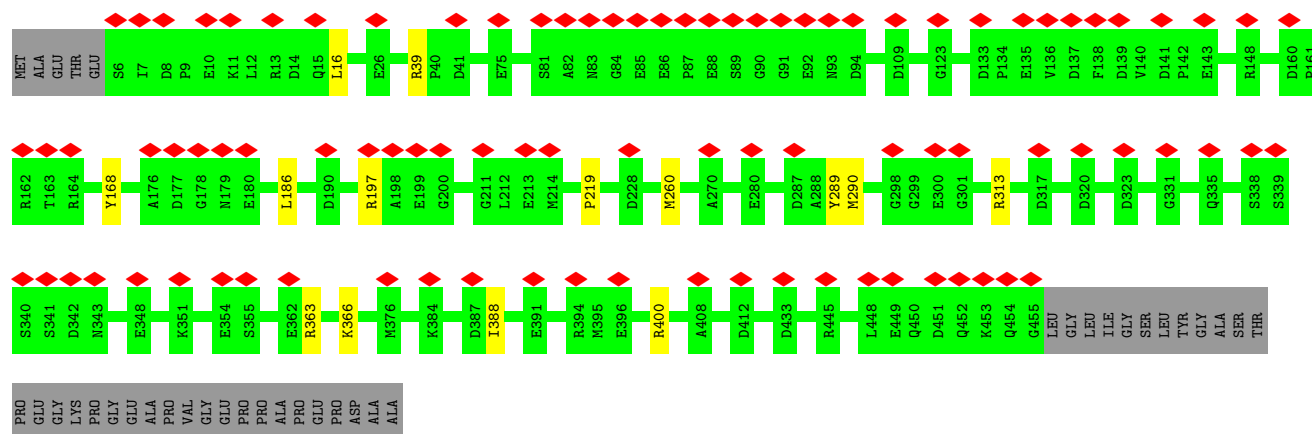 MET ALA GLU THR GLU S6 I7 D8 P9 E10 K11 L12 R13 D14 Q15 L16 E26 R39 P40 D41 E75 S81 A82 N83 G84 E85 E86 P87 E88 S89 G90 G91 E92 N93 D94 D109 G123 D133 P134 E135 V136 D137 F138 D139 V140 D141 P142 E143 R148 D160 P161
R162 T163 R164 Y168 A176 D177 G178 N179 E180 L186 D190 R197 A198 E199 G200 G211 L212 E213 M214 P219 D228 M260 A270 E280 D287 A288 Y289 M290 G298 G299 E300 G301 R313 D317 D320 D323 G331 Q335 S338 S339
S340 S341 D342 N343 E348 K351 E354 S355 E362 R363 K366 M376 K384 D387 I388 E391 R394 M395 E396 R400 A408 D412 D433 R445 L448 E449 Q450 D451 Q452 K453 Q454 G455 LEU GLY LEU ILE GLY SER LEU TYR GLY ALA SER THR
PRO GLU GLY LYS PRO GLY GLU ALA PRO VAL GLY GLU PRO PRO ALA PRO GLU PRO ASP ALA ALA